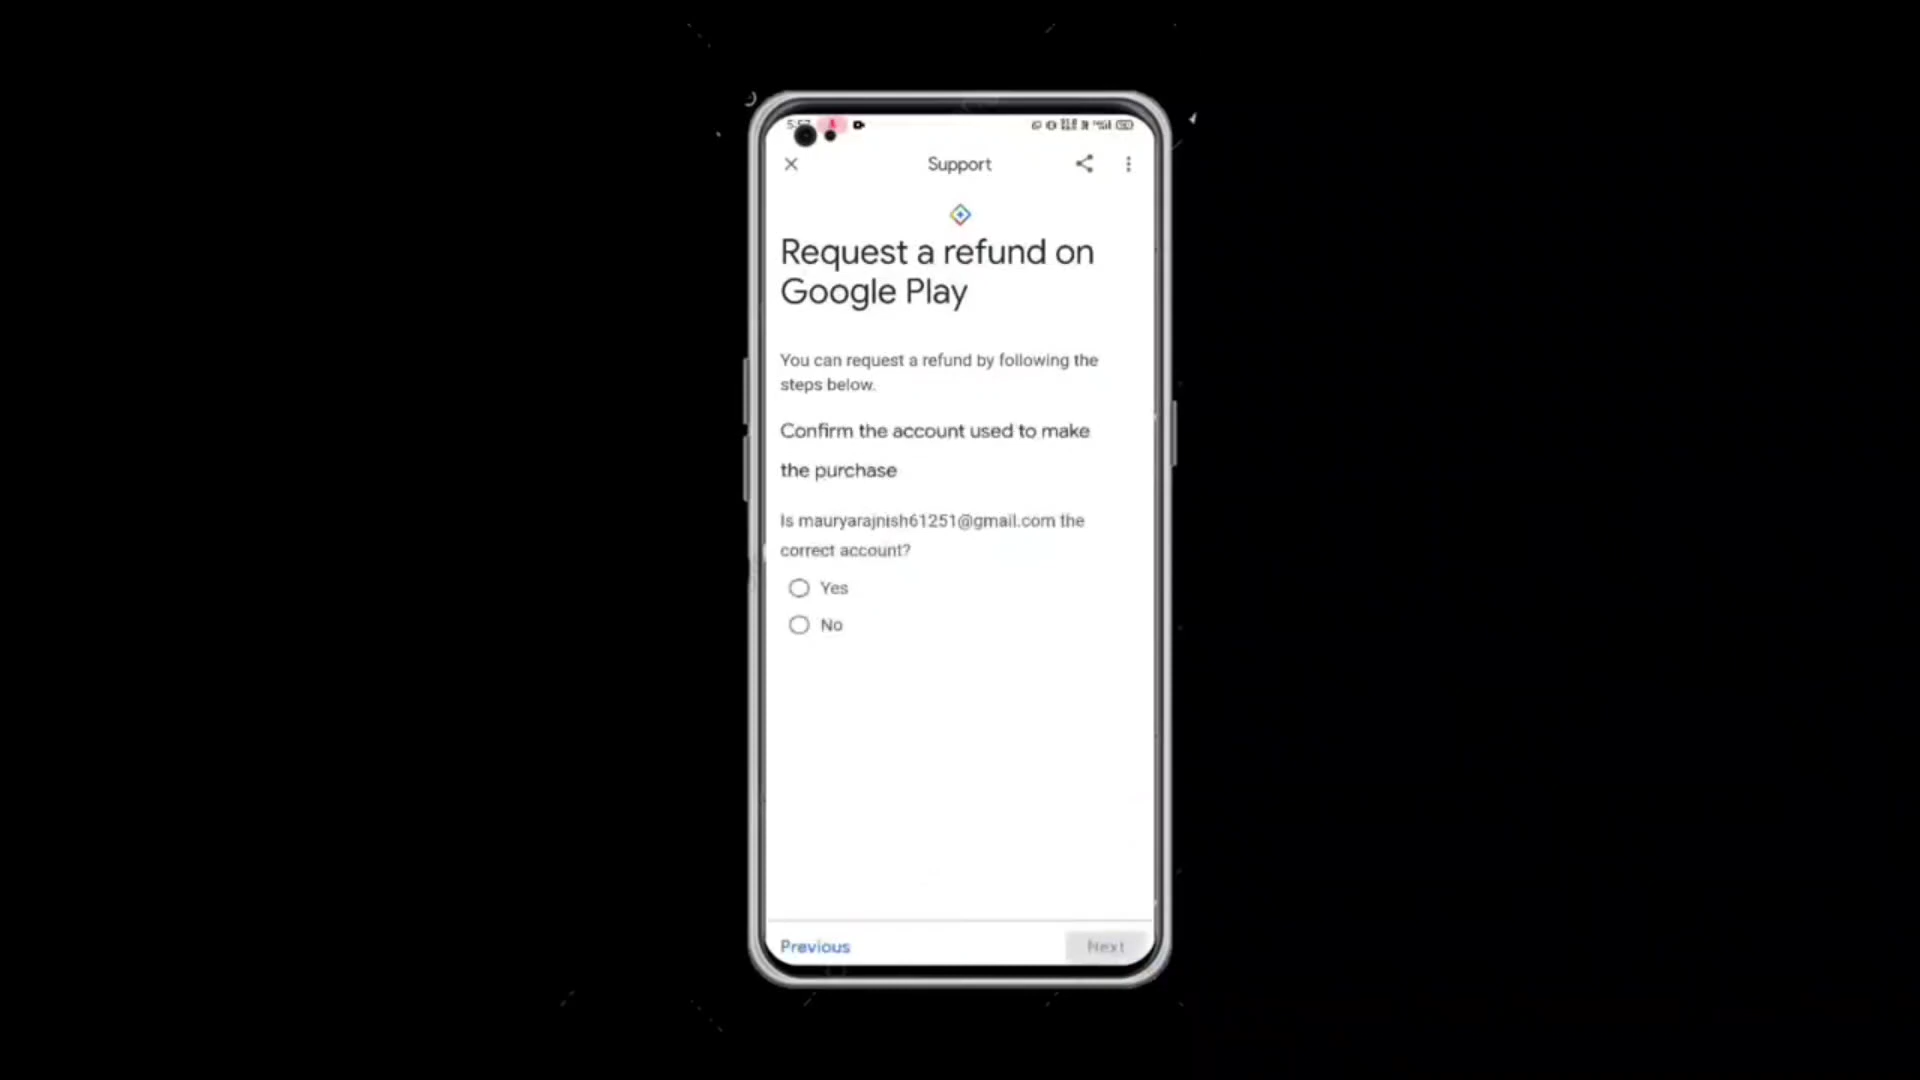 Support
Request a refund on
Google Play
You can request a refund by following the
steps below.
Confirm the account used to make
the purchase
Is mauryarajnish61251@gmail.com the
correct account?
Yes
No
Previous
Next